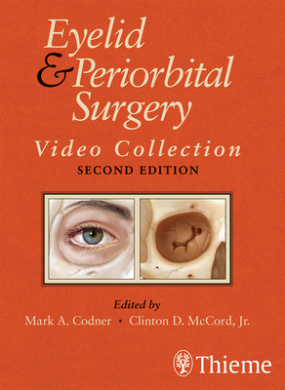 Eyelid
& Periorbital
Surgery
Video Collection
SECOND EDITION
Edited by
Mark A. Codner • Clinton D. McCord, Jr.
Thieme